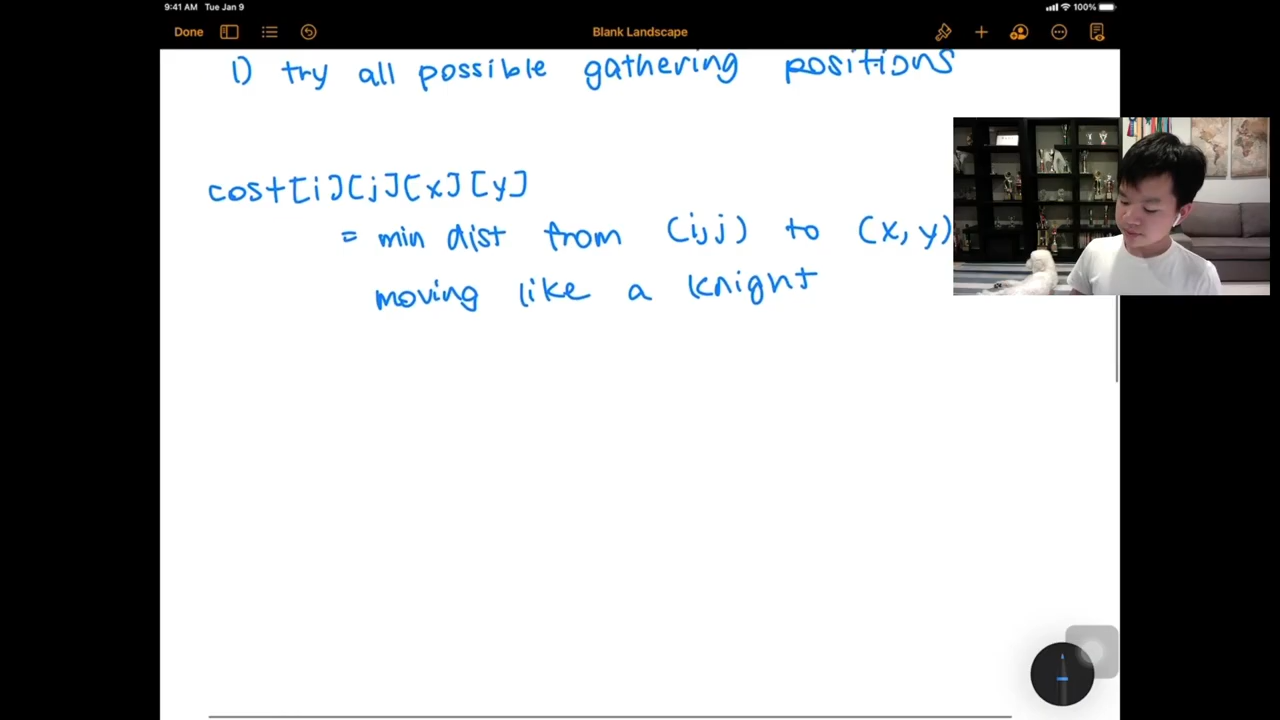 9:41 AM Tue Jan 9
100%
Done
Blank Landscape
1) try all possible gathering positions
cost[i][j][x][y]
= min dist from (i,j) to (x,y)
moving like a knight